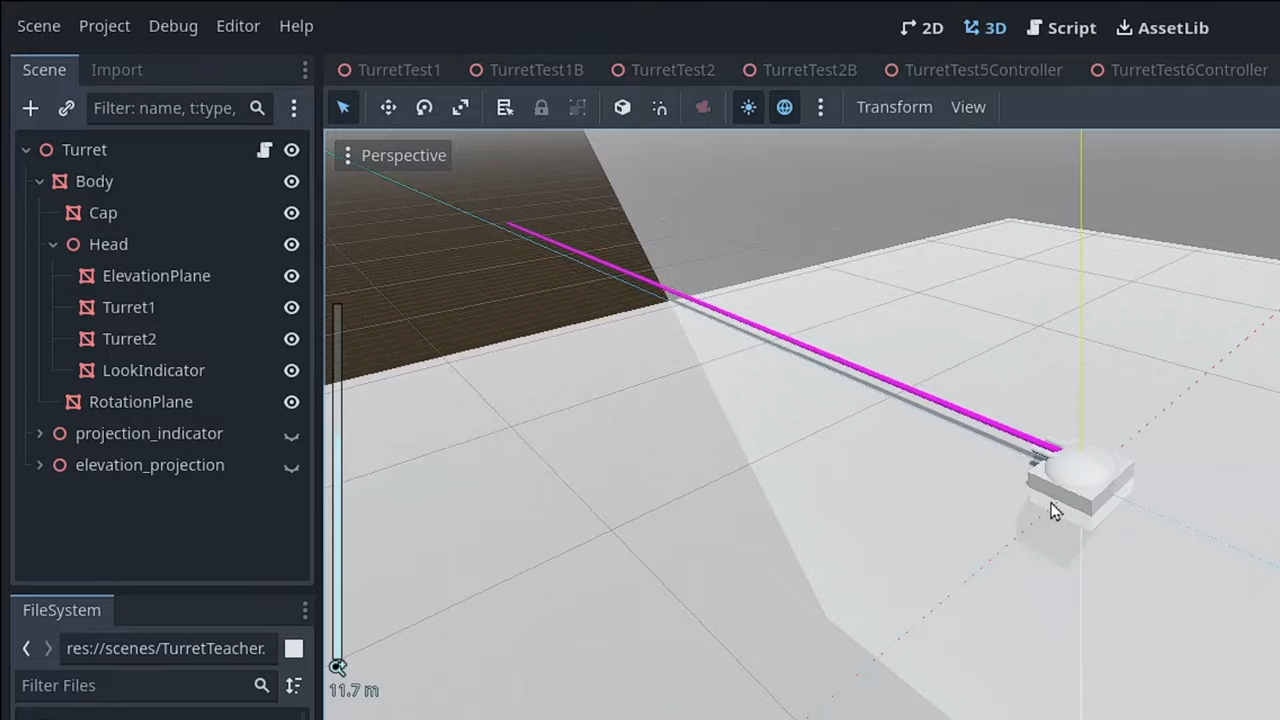 Scene Project Debug Editor Help 2D 3D Script AssetLib
Scene Import TurretTest1 TurretTest1B TurretTest2 TurretTest2B TurretTest5Controller TurretTest6Controller
Filter: name, t:type, Transform View
Perspective
Turret
Body
Cap
Head
ElevationPlane
Turret1
Turret2
LookIndicator
RotationPlane
projection_indicator
elevation_projection
FileSystem
res://scenes/TurretTeacher.
Filter Files
11.7 m